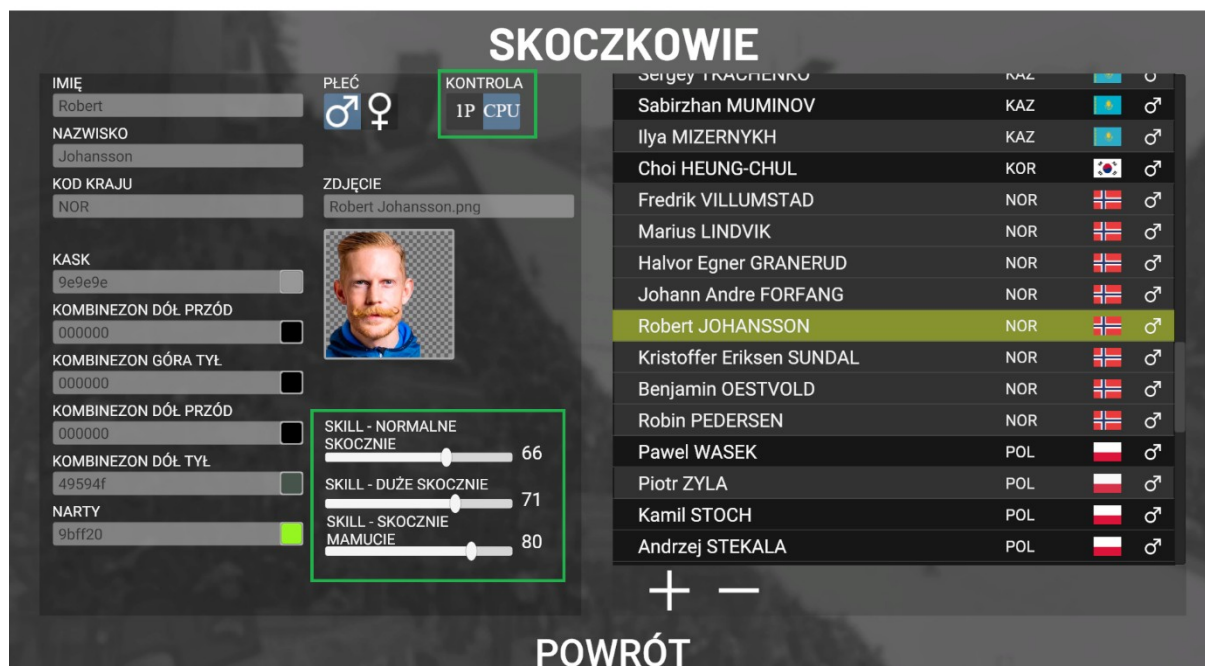 SKOCZKOWIE
IMIĘ
Robert
NAZWISKO
Johansson
KOD KRAJU
NOR
PŁEĆ
KONTROLA
1P CPU
ZDJĘCIE
Robert Johansson.png
KASK
9e9e9e
KOMBINEZON DÓŁ PRZÓD
000000
KOMBINEZON GÓRA TYŁ
000000
KOMBINEZON DÓŁ PRZÓD
000000
KOMBINEZON DÓŁ TYŁ
49594f
NARTY
9bff20
SKILL - NORMALNE
SKOCZNIE
66
SKILL - DUŻE SKOCZNIE
71
SKILL - SKOCZNIE
MAMUCIE
80
Sergey TKACHENKO KAZ
Sabirzhan MUMINOV KAZ
Ilya MIZERNYKH KAZ
Choi HEUNG-CHUL KOR
Fredrik VILLUMSTAD NOR
Marius LINDVIK NOR
Halvor Egner GRANERUD NOR
Johann Andre FORFANG NOR
Robert JOHANSSON NOR
Kristoffer Eriksen SUNDAL NOR
Benjamin OESTVOLD NOR
Robin PEDERSEN NOR
Pawel WASEK POL
Piotr ZYLA POL
Kamil STOCH POL
Andrzej STEKALA POL
+ −
POWRÓT